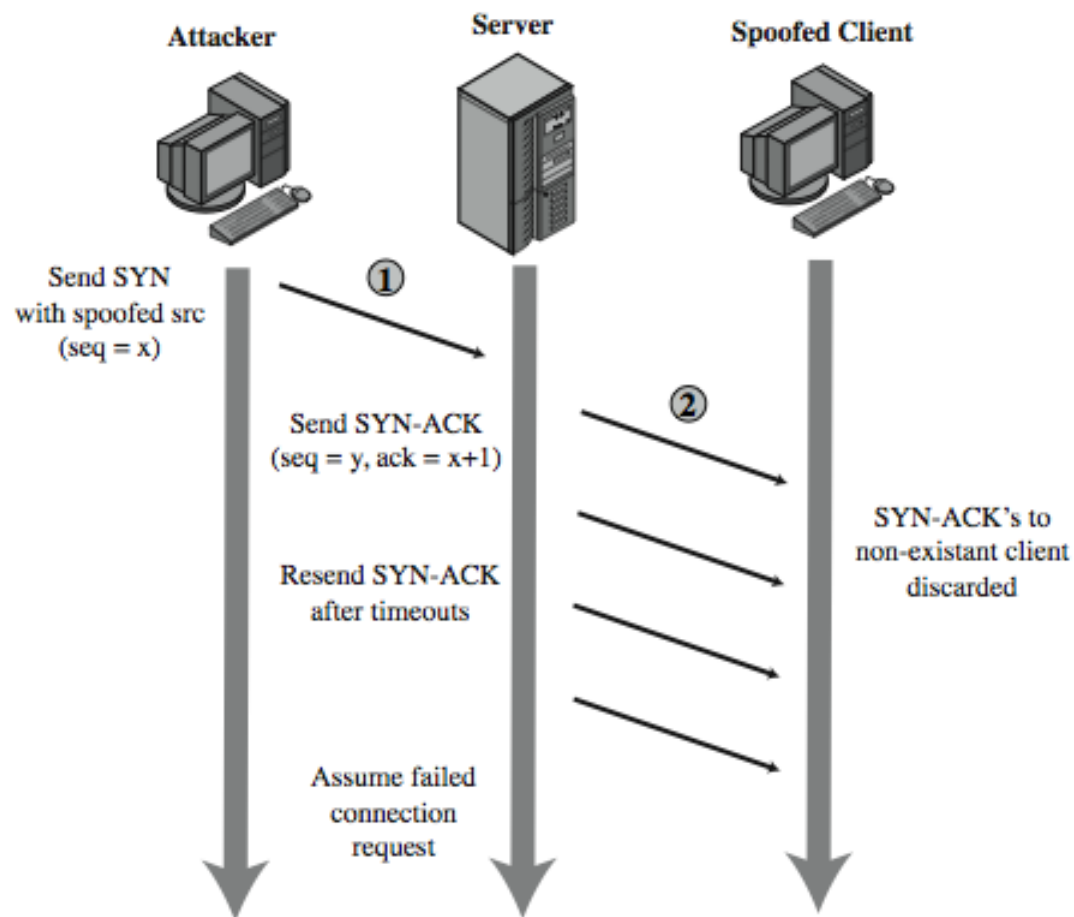 Attacker
Server
Spoofed Client
Send SYN
with spoofed src
(seq = x)
1
Send SYN-ACK
(seq = y, ack = x+1)
2
SYN-ACK's to
non-existant client
discarded
Resend SYN-ACK
after timeouts
Assume failed
connection
request